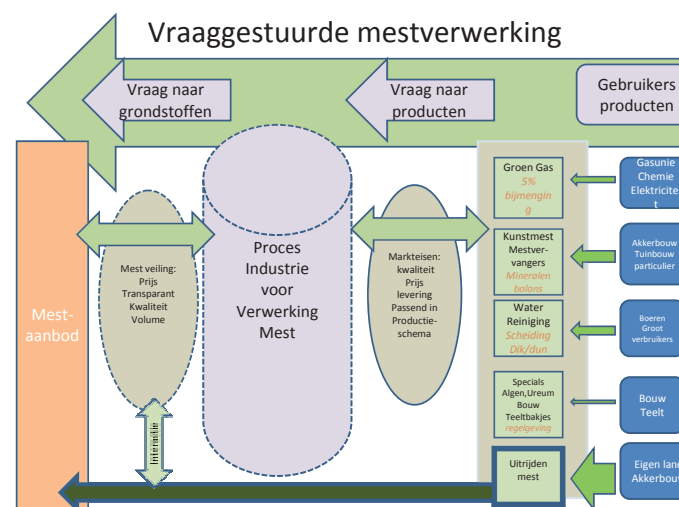 Vraaggestuurde mestverwerking
Vraag naar
grondstoffen
Vraag naar
producten
Gebruikers
producten
Mest-
aanbod
Mest veiling:
Prijs
Transparant
Kwaliteit
Volume
Interactie
Proces
Industrie
voor
Verwerking
Mest
Markteisen:
kwaliteit
Prijs
levering
Passend in
Productie-
schema
Groen Gas
5%
bijmengin
g
Kunstmest
Mestver-
vangers
Mineralen
balans
Water
Reiniging
Scheiding
Dik/dun
Specials
Algen,Ureum
Bouw
Teeltbakjes
regelgeving
Uitrijden
mest
Gasunie
Chemie
Elektricite
t
Akkerbouw
Tuinbouw
particulier
Boeren
Groot
verbruikers
Bouw
Teelt
Eigen land
Akkerbouw